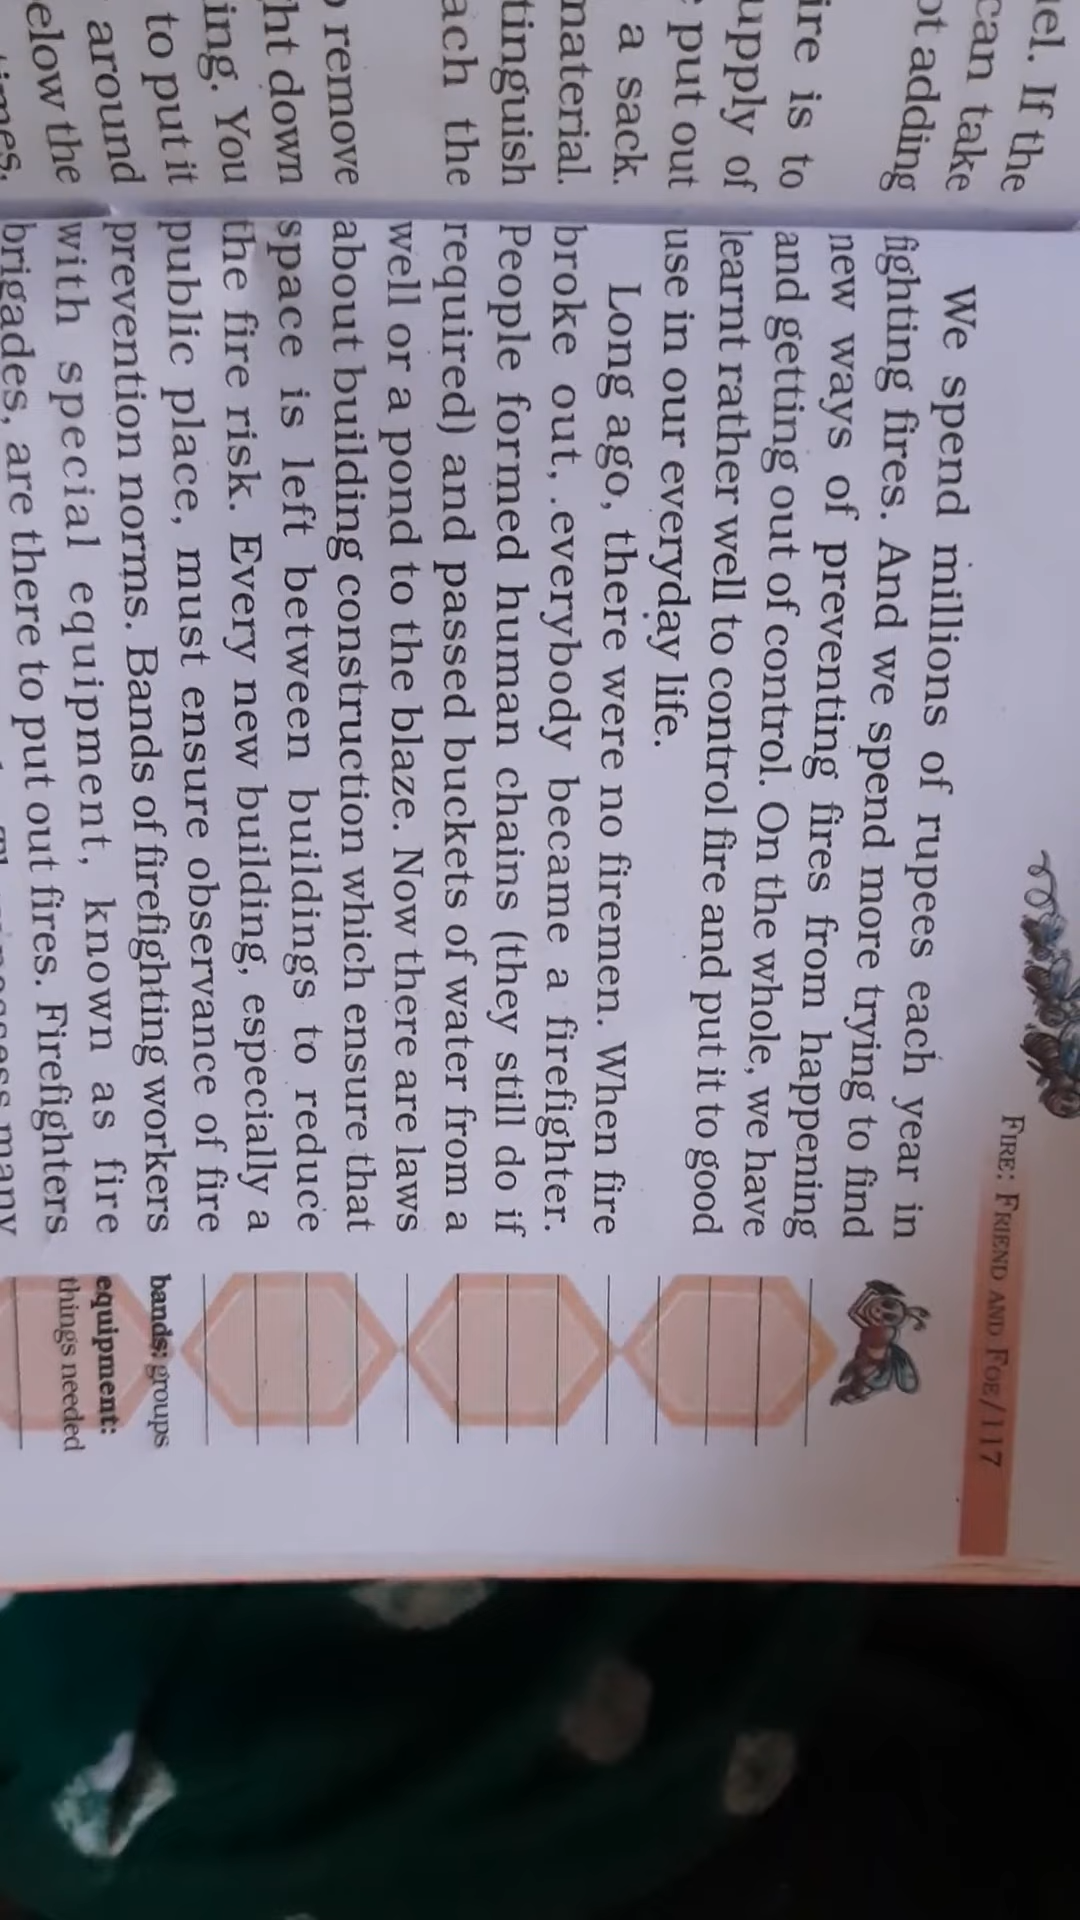 uel. If the
can take
ot adding
ire is to
upply of
put out
a sack.
material.
tinguish
ach the
remove
ht down
ing. You
to put it
around
elow the
times.
FIRE: FRIEND AND FOE/117
We spend millions of rupees each year in
fighting fires. And we spend more trying to find
new ways of preventing fires from happening
and getting out of control. On the whole, we have
learnt rather well to control fire and put it to good
use in our everyday life.
Long ago, there were no firemen. When fire
broke out, .everybody became a firefighter.
People formed human chains (they still do if
required) and passed buckets of water from a
well or a pond to the blaze. Now there are laws
about building construction which ensure that
space is left between buildings to reduce
the fire risk. Every new building, especially a
public place, must ensure observance of fire
prevention norms. Bands of firefighting workers
with special equipment, known as fire
brigades, are there to put out fires. Firefighters
many
bands: groups
equipment:
things needed